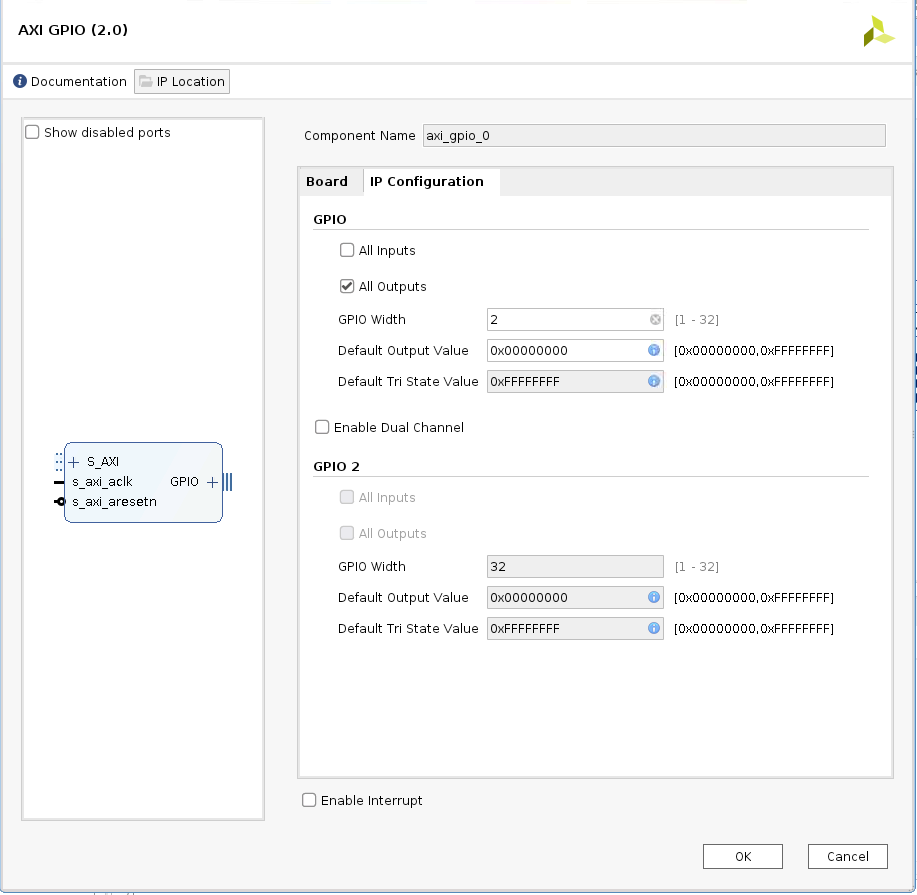 AXI GPIO (2.0)
Documentation IP Location
Show disabled ports
S_AXI
s_axi_aclk GPIO
s_axi_aresetn
Component Name axi_gpio_0
Board IP Configuration
GPIO
All Inputs
All Outputs
GPIO Width 2 [1 - 32]
Default Output Value 0x00000000 [0x00000000,0xFFFFFFFF]
Default Tri State Value 0xFFFFFFFF [0x00000000,0xFFFFFFFF]
Enable Dual Channel
GPIO 2
All Inputs
All Outputs
GPIO Width 32 [1 - 32]
Default Output Value 0x00000000 [0x00000000,0xFFFFFFFF]
Default Tri State Value 0xFFFFFFFF [0x00000000,0xFFFFFFFF]
Enable Interrupt
OK Cancel